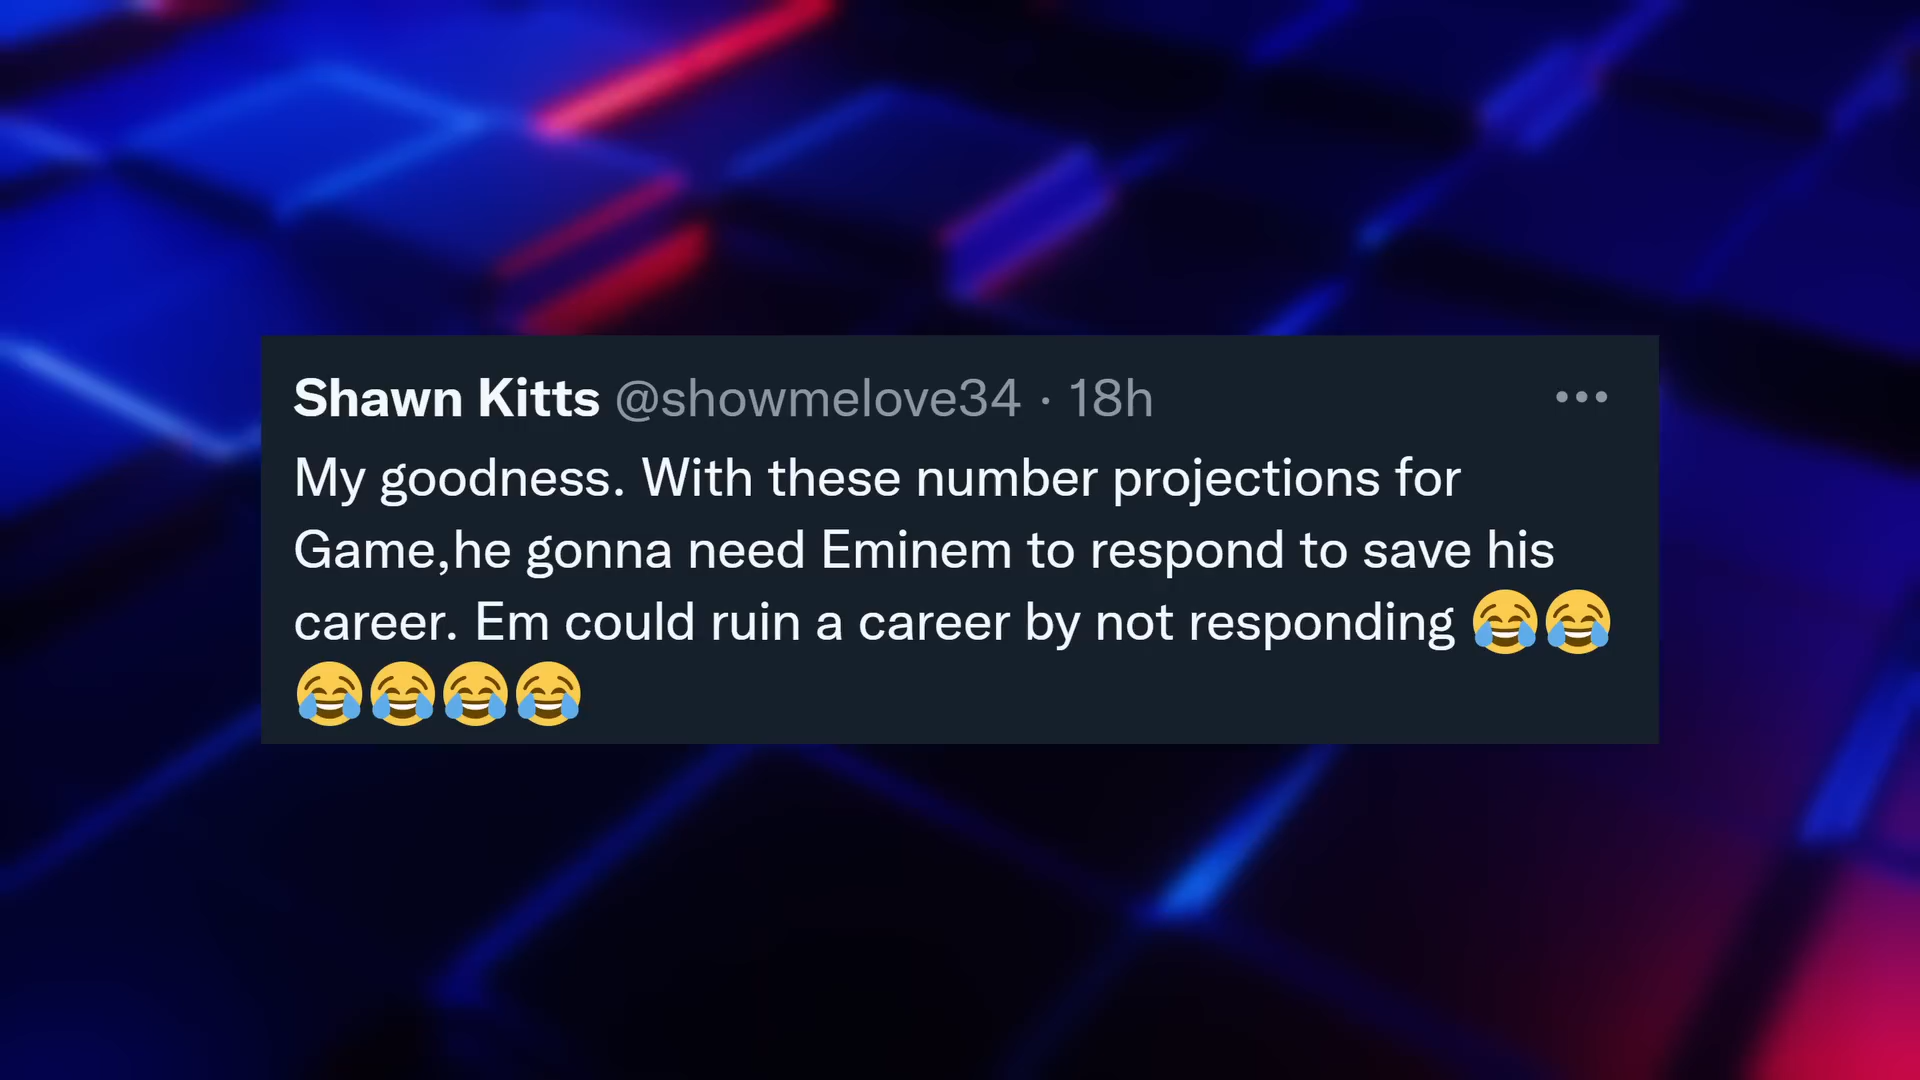 Shawn Kitts @showmelove34 · 18h
My goodness. With these number projections for
Game,he gonna need Eminem to respond to save his
career. Em could ruin a career by not responding 😂😂
😂😂😂😂